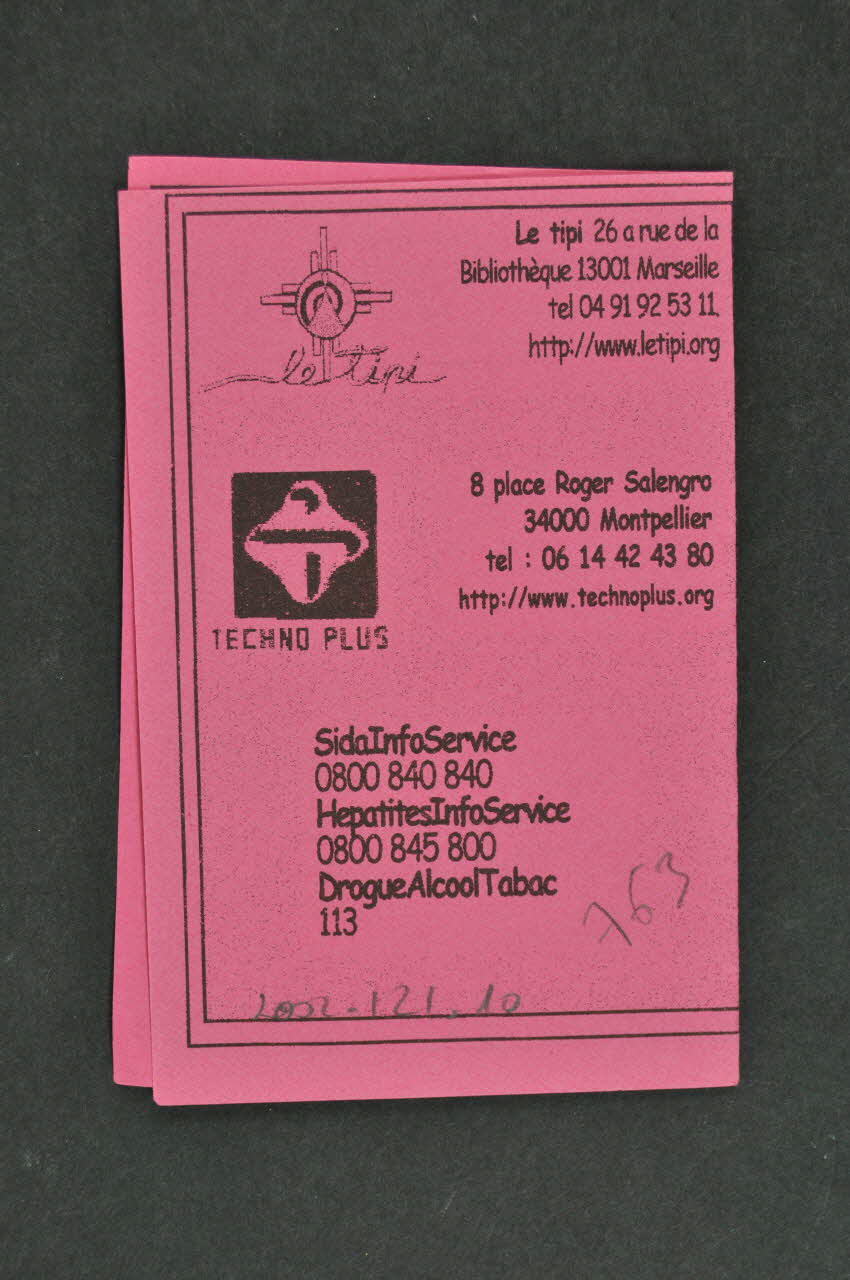 Le tipi 26 a rue de la
Bibliothèque 13001 Marseille
tel 04 91 92 53 11.
http://www.letipi.org
le tipi
8 place Roger Salengro
34000 Montpellier
tel : 06 14 42 43 80
http://www.technoplus.org
TECHNO PLUS
SidaInfoService
0800 840 840
HepatitesInfoService
0800 845 800
DrogueAlcoolTabac
113
2002.121.10